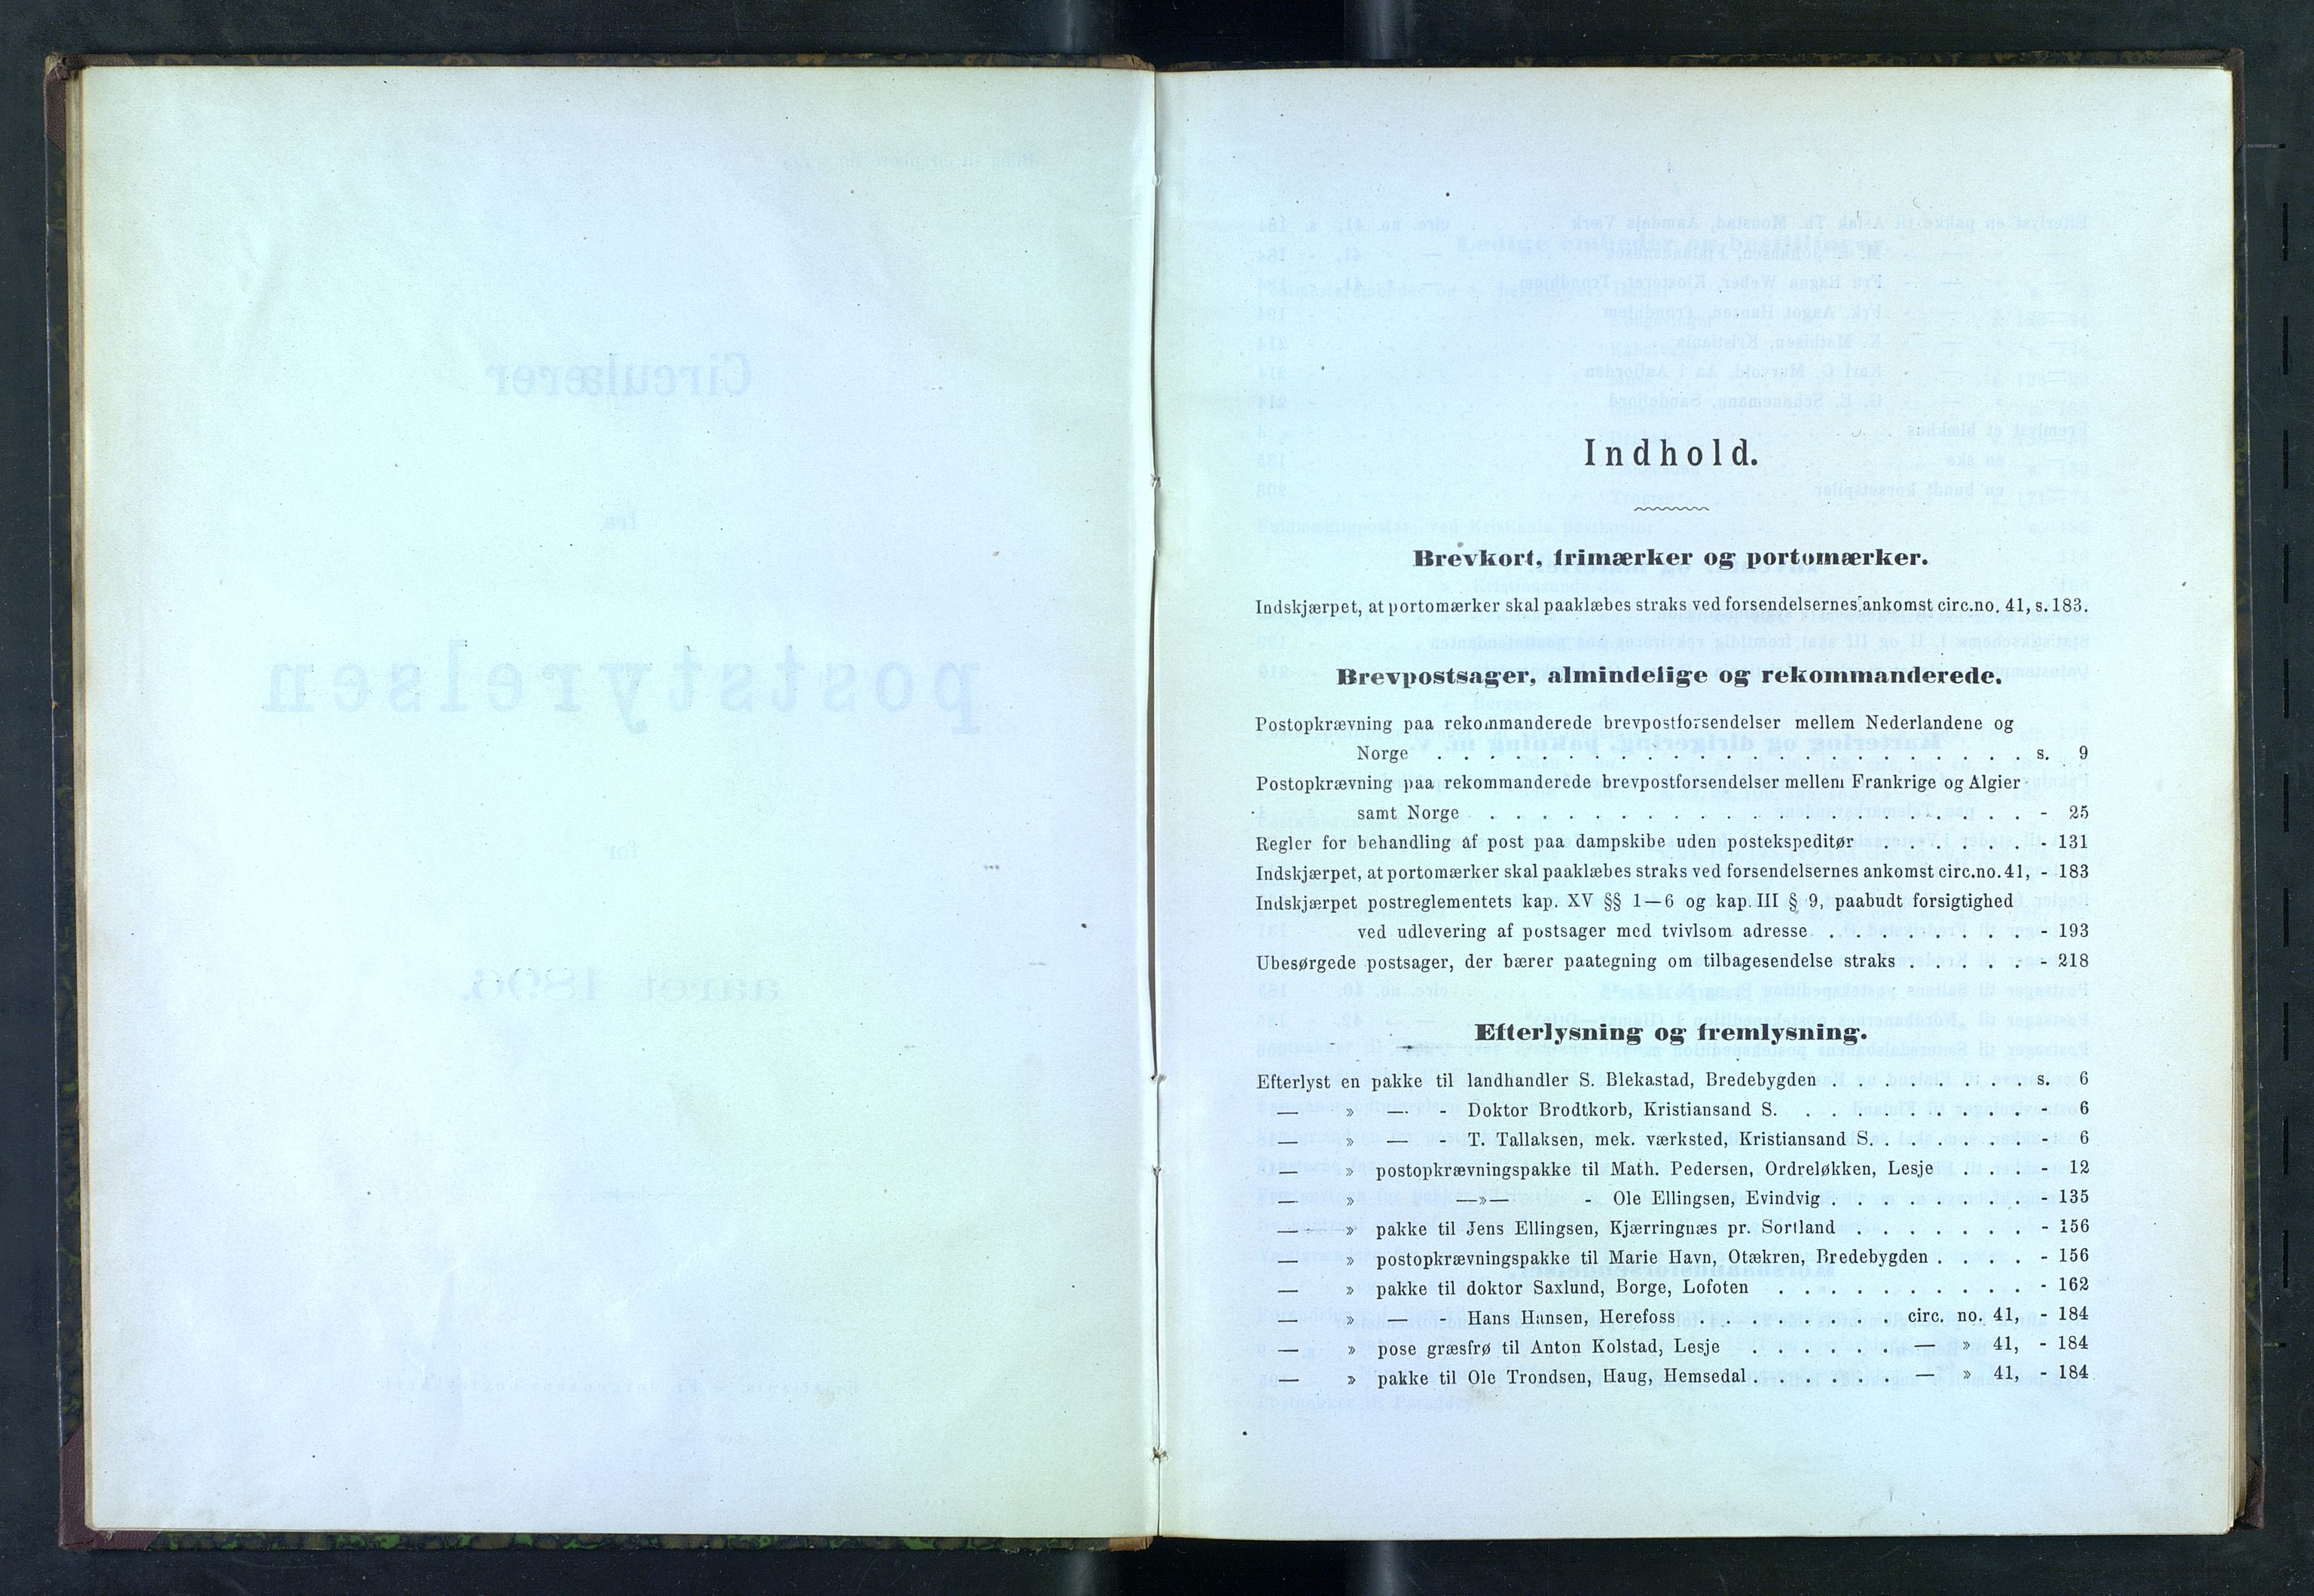 Indhold.
Brevkort, frimærker og portomærker.
Indskjærpet, at portomærker skal paaklæbes straks ved forsendelsernes ankomst circ.no. 41, s. 183.
Brevpostsager, almindelige og rekommanderede.
Postopkrævning paa rekommanderede brevpostforsendelser mellem Nederlandene og
Norge . . . . . . . . . . . . . . . . . . . . . . s. 9
Postopkrævning paa rekommanderede brevpostforsendelser mellem Frankrige og Algier
samt Norge . . . . . . . . . . . . . . . . . . . . . - 25
Regler for behandling af post paa dampskibe uden postekspeditør . . . . . . - 131
Indskjærpet, at portomærker skal paaklæbes straks ved forsendelsernes ankomst circ.no. 41, - 183
Indskjærpet postreglementets kap. XV §§ 1—6 og kap. III § 9, paabudt forsigtighed
ved udlevering af postsager med tvivlsom adresse . . . . . . . . - 193
Ubesørgede postsager, der bærer paategning om tilbagesendelse straks . . . . . - 218
Efterlysning og fremlysning.
Efterlyst en pakke til landhandler S. Blekastad, Bredebygden . . . . . . . . s. 6
— » — - Doktor Brodtkorb, Kristiansand S. . . . . . . . . . . - 6
— » — - T. Tallaksen, mek. værksted, Kristiansand S. . . . . . . - 6
— » postopkrævningspakke til Math. Pedersen, Ordreløkken, Lesje . . . - 12
— » —»— - Ole Ellingsen, Evindvig . . . . . . . . - 135
— » pakke til Jens Ellingsen, Kjærringnæs pr. Sortland . . . . . . . - 156
— » postopkrævningspakke til Marie Havn, Otækren, Bredebygden . . . . - 156
— » pakke til doktor Saxlund, Borge, Lofoten . . . . . . . . . . - 162
— » — - Hans Hansen, Herefoss . . . . . . . . circ. no. 41, - 184
— » pose græsfrø til Anton Kolstad, Lesje . . . . . . — » 41, - 184
— » pakke til Ole Trondsen, Haug, Hemsedal . . . . . . — » 41, - 184